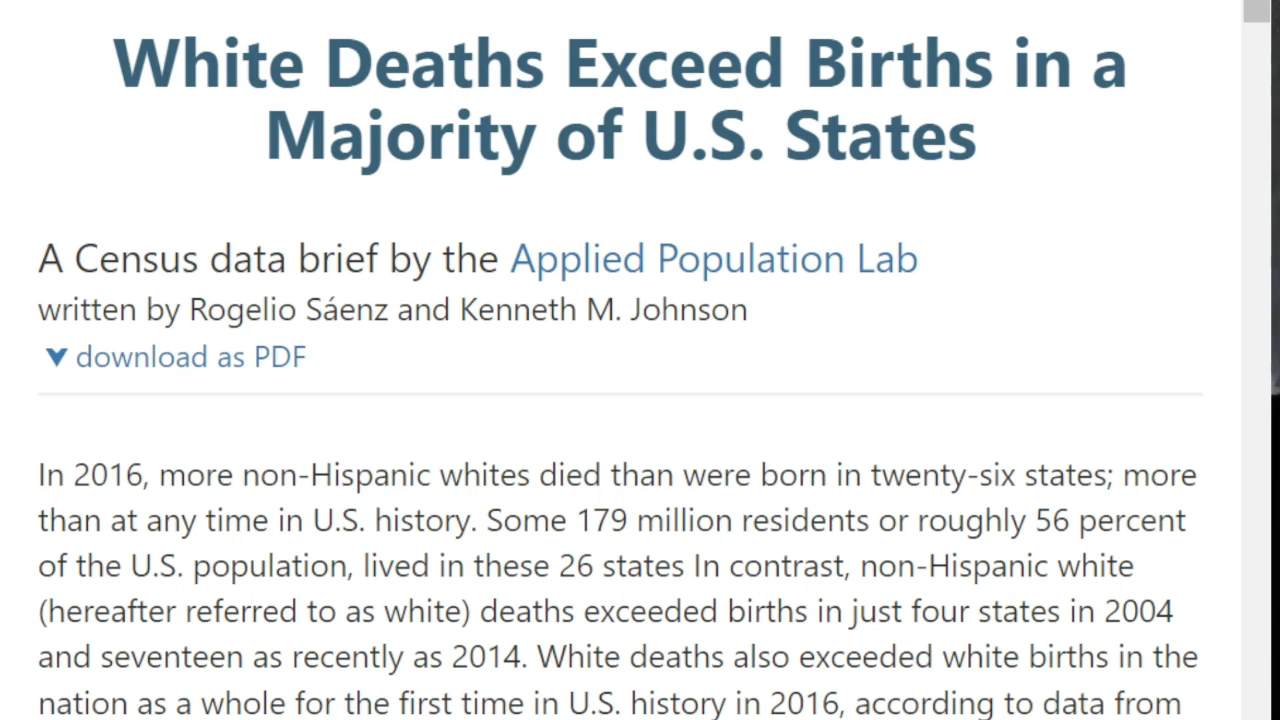 White Deaths Exceed Births in a
Majority of U.S. States
A Census data brief by the Applied Population Lab
written by Rogelio Sáenz and Kenneth M. Johnson
download as PDF
In 2016, more non-Hispanic whites died than were born in twenty-six states; more
than at any time in U.S. history. Some 179 million residents or roughly 56 percent
of the U.S. population, lived in these 26 states In contrast, non-Hispanic white
(hereafter referred to as white) deaths exceeded births in just four states in 2004
and seventeen as recently as 2014. White deaths also exceeded white births in the
nation as a whole for the first time in U.S. history in 2016, according to data from